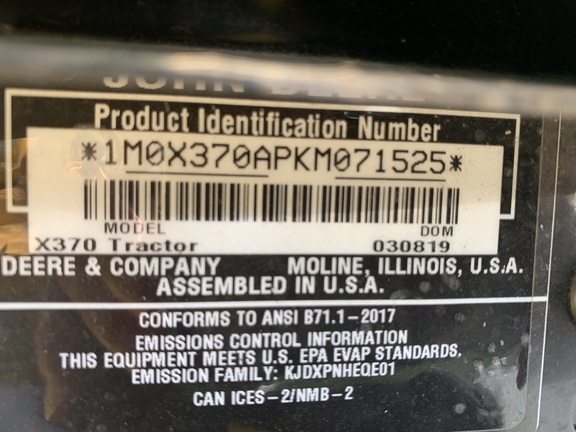 JOHN DEERE
Product Identification Number
*1M0X370APKM071525*
MODEL DOM
X370 Tractor 030819
DEERE & COMPANY MOLINE, ILLINOIS, U.S.A.
ASSEMBLED IN U.S.A.
CONFORMS TO ANSI B71.1-2017
EMISSIONS CONTROL INFORMATION
THIS EQUIPMENT MEETS U.S. EPA EVAP STANDARDS.
EMISSION FAMILY: KJDXPNHEQE01
CAN ICES-2/NMB-2